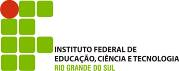 INSTITUTO FEDERAL DE
EDUCAÇÃO, CIÊNCIA E TECNOLOGIA
RIO GRANDE DO SUL